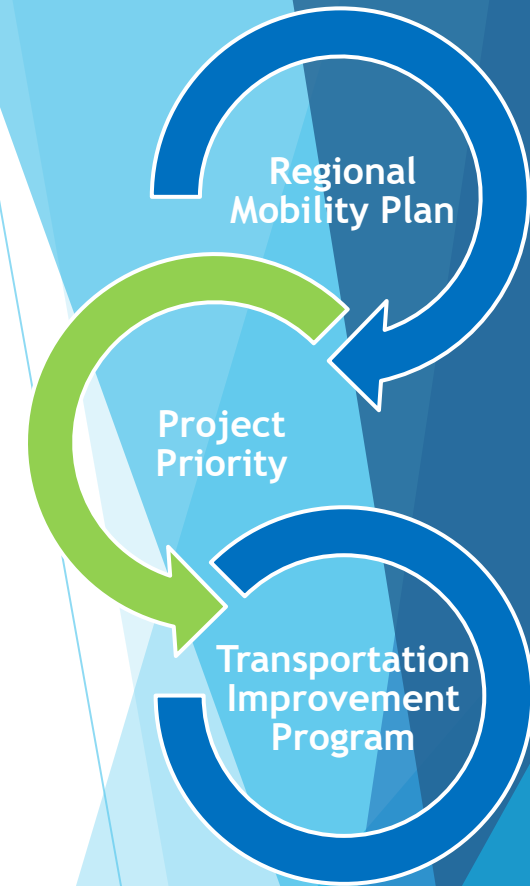 Regional
Mobility Plan
Project
Priority
Transportation
Improvement
Program